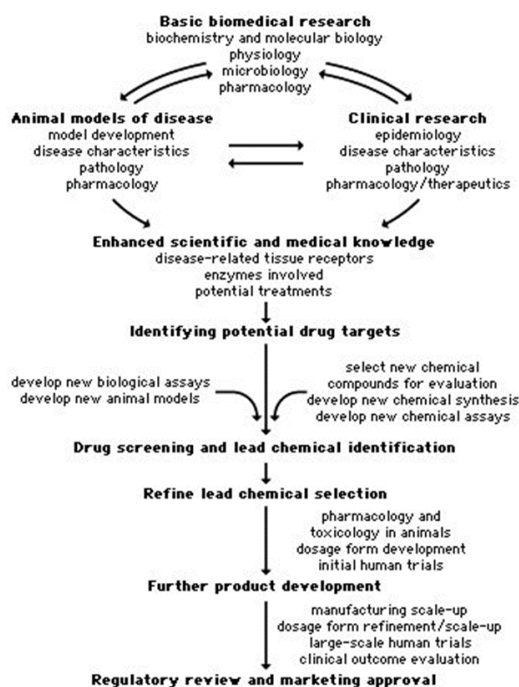 Basic biomedical research
biochemistry and molecular biology
physiology
microbiology
pharmacology
Animal models of disease
model development
disease characteristics
pathology
pharmacology
Clinical research
epidemiology
disease characteristics
pathology
pharmacology/therapeutics
Enhanced scientific and medical knowledge
disease-related tissue receptors
enzymes involved
potential treatments
Identifying potential drug targets
develop new biological assays
develop new animal models
select new chemical
compounds for evaluation
develop new chemical synthesis
develop new chemical assays
Drug screening and lead chemical identification
Refine lead chemical selection
pharmacology and
toxicology in animals
dosage form development
initial human trials
Further product development
manufacturing scale-up
dosage form refinement/scale-up
large-scale human trials
clinical outcome evaluation
Regulatory review and marketing approval